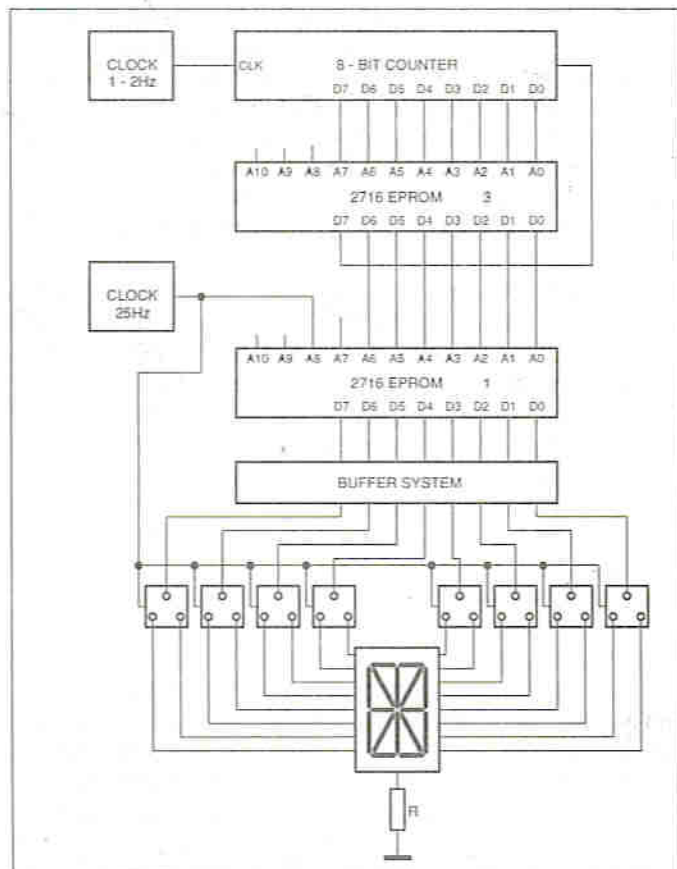 CLOCK
1 - 2Hz
CLK
8 - BIT COUNTER
D7 D6 D5 D4 D3 D2 D1 D0
A10 A9 A8 A7 A6 A5 A4 A3 A2 A1 A0
2716 EPROM 3
D7 D6 D5 D4 D3 D2 D1 D0
CLOCK
25Hz
A10 A9 A8 A7 A6 A5 A4 A3 A2 A1 A0
2716 EPROM 1
D7 D6 D5 D4 D3 D2 D1 D0
BUFFER SYSTEM
R